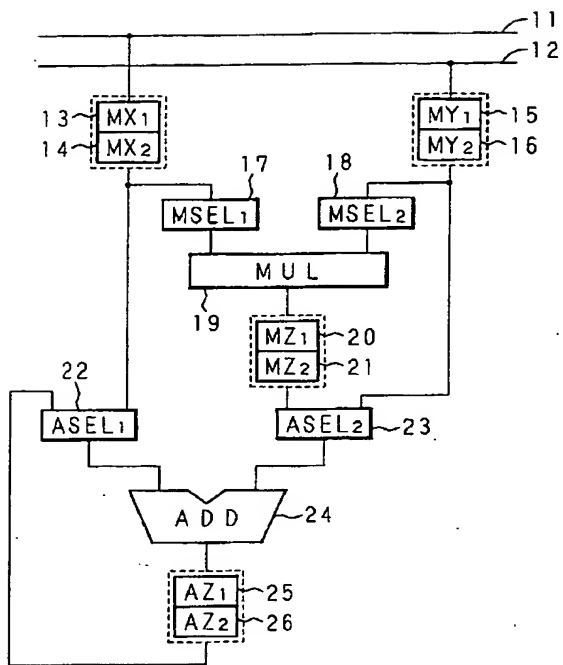 11
12
13 MX1 MY1 15
14 MX2 MY2 16
17 18
MSEL1 MSEL2
MUL
19
MZ1 20
MZ2 21
22
ASEL1 ASEL2 23
ADD 24
AZ1 25
AZ2 26